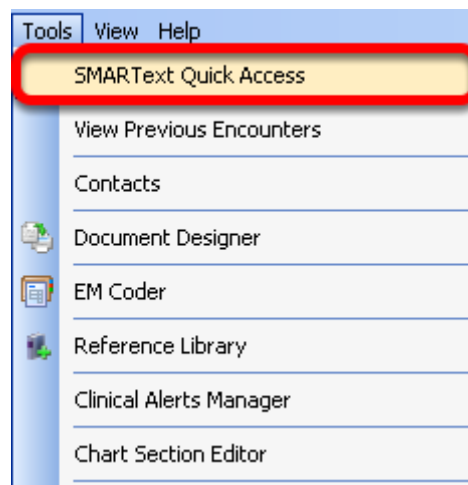 Tools View Help
SMARText Quick Access
View Previous Encounters
Contacts
Document Designer
EM Coder
Reference Library
Clinical Alerts Manager
Chart Section Editor